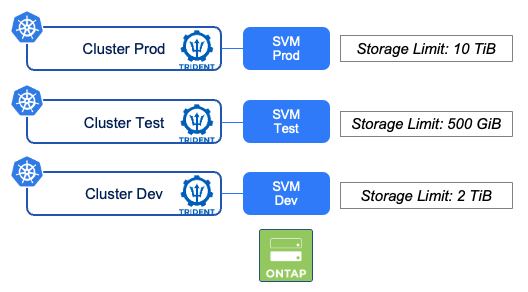 Cluster Prod
TRIDENT
SVM
Prod
Storage Limit: 10 TiB
Cluster Test
TRIDENT
SVM
Test
Storage Limit: 500 GiB
Cluster Dev
TRIDENT
SVM
Dev
Storage Limit: 2 TiB
ONTAP